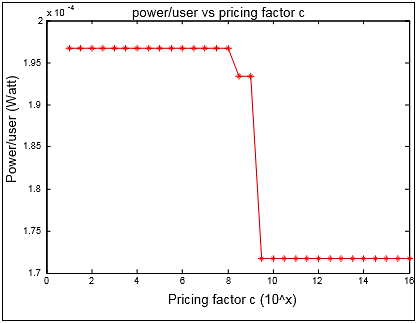 power/user vs pricing factor c
x 10^-4
2
1.95
1.9
1.85
1.8
1.75
1.7
Power/user (Watt)
0 2 4 6 8 10 12 14 16
Pricing factor c (10^x)